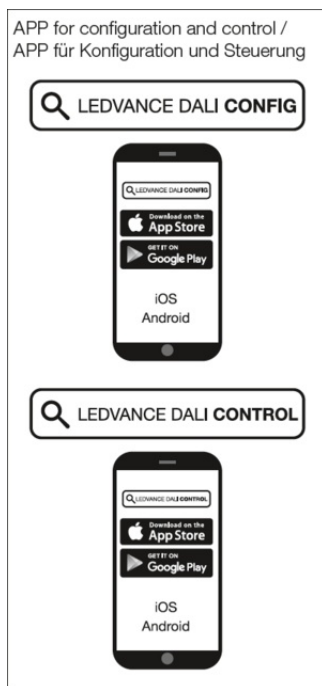 APP for configuration and control /
APP für Konfiguration und Steuerung
LEDVANCE DALI CONFIG
LEDVANCE DALI CONFIG
Download on the
App Store
GET IT ON
Google Play
iOS
Android
LEDVANCE DALI CONTROL
LEDVANCE DALI CONTROL
Download on the
App Store
GET IT ON
Google Play
iOS
Android